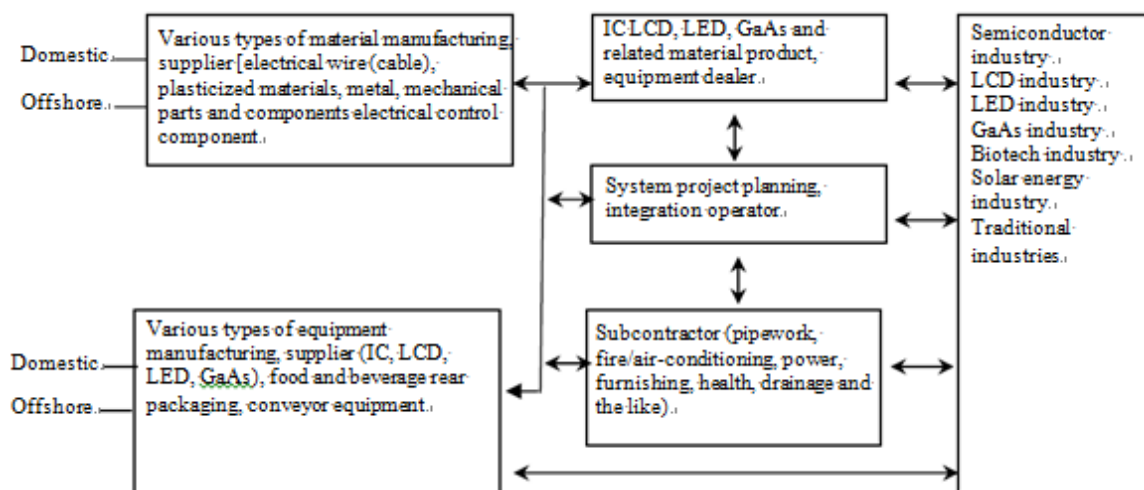 Domestic.
Offshore.
Various types of material manufacturing,
supplier [electrical wire (cable),
plasticized materials, metal, mechanical
parts and components electrical control
component.
IC LCD, LED, GaAs and
related material product,
equipment dealer.
System project planning,
integration operator.
Domestic.
Offshore.
Various types of equipment
manufacturing, supplier (IC, LCD,
LED, GaAs), food and beverage rear
packaging, conveyor equipment.
Subcontractor (pipework,
fire/air-conditioning, power,
furnishing, health, drainage and
the like).
Semiconductor
industry.
LCD industry.
LED industry.
GaAs industry.
Biotech industry.
Solar energy
industry.
Traditional
industries.